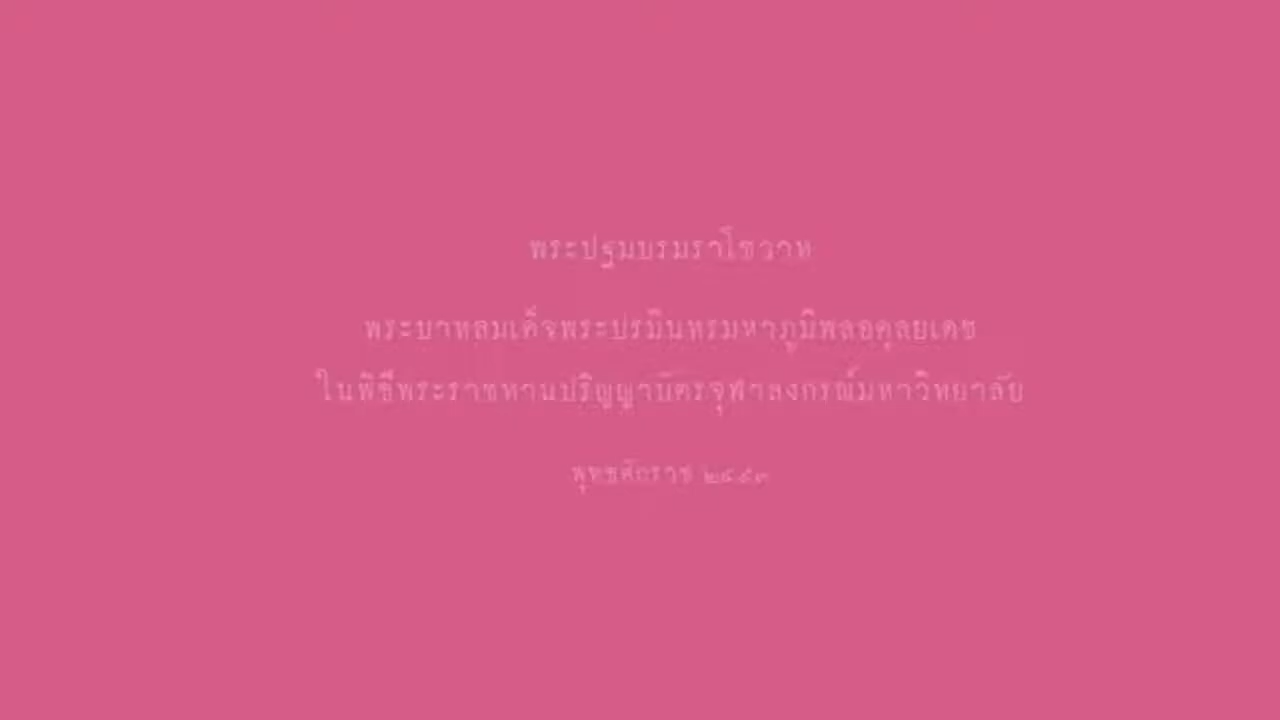 พระปฐมบรมราโชวาท
พระบาทสมเด็จพระปรมินทรมหาภูมิพลอดุลยเดช
ในพิธีพระราชทานปริญญาบัตรจุฬาลงกรณ์มหาวิทยาลัย
พุทธศักราช ๒๔๙๓